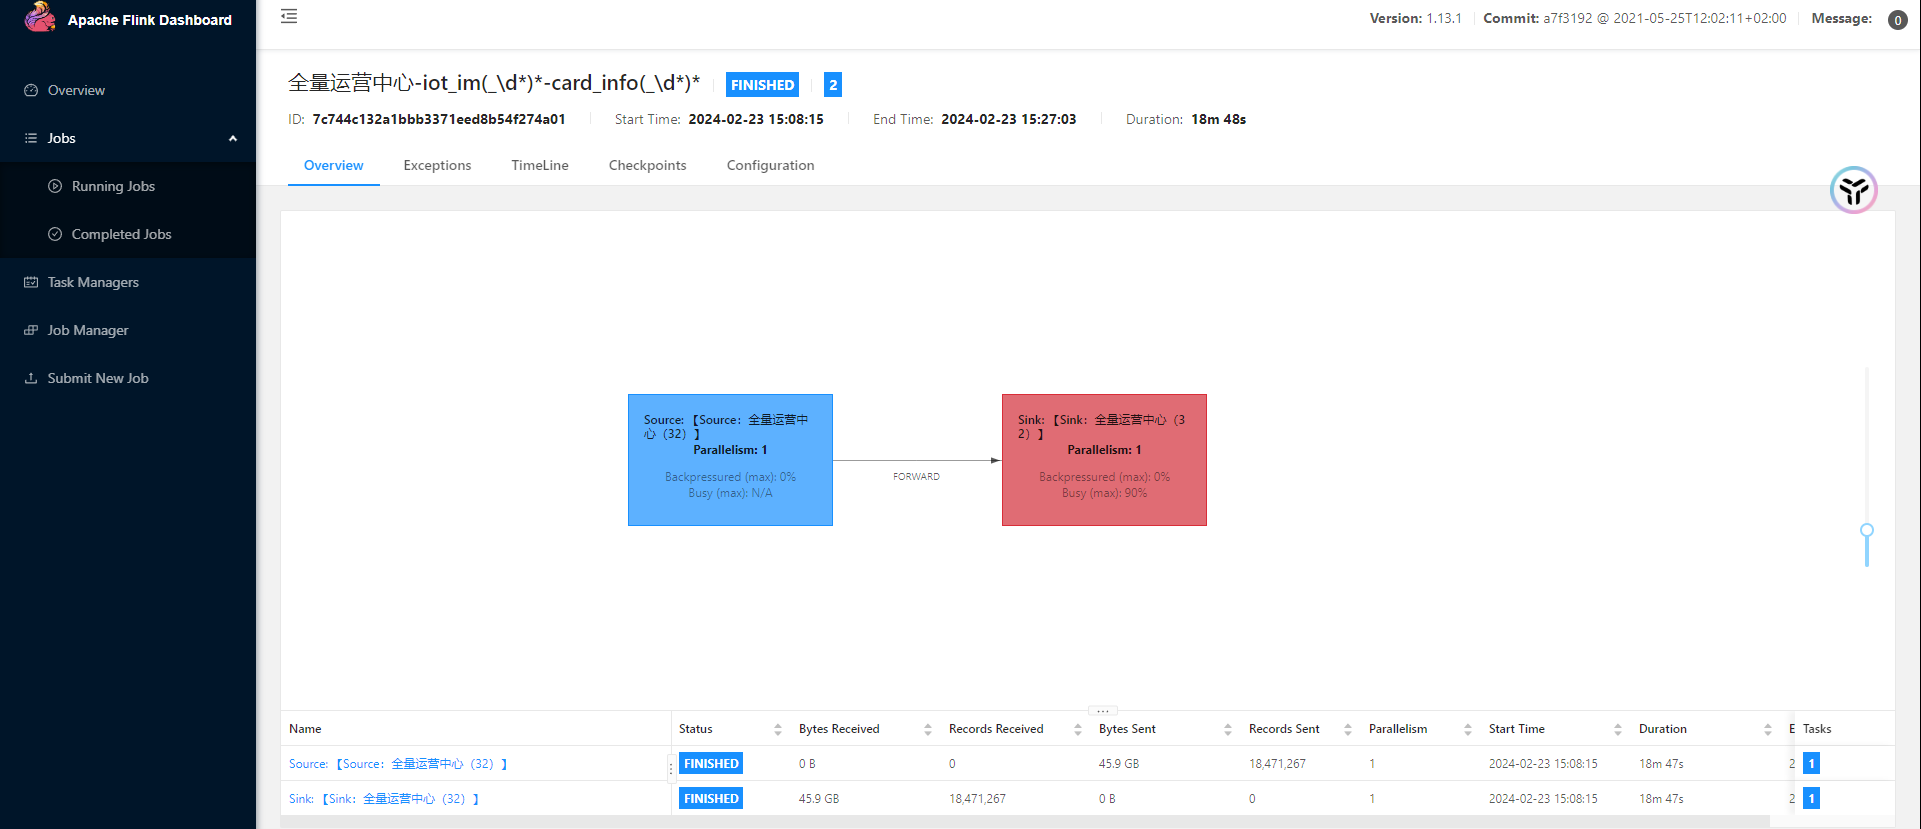 Apache Flink Dashboard
Version: 1.13.1 Commit: a7f3192 @ 2021-05-25T12:02:11+02:00 Message: 0
Overview
Jobs
Running Jobs
Completed Jobs
Task Managers
Job Manager
Submit New Job
全量运营中心-iot_im(_\d*)*-card_info(_\d*)* FINISHED 2
ID: 7c744c132a1bbb3371eed8b54f274a01 Start Time: 2024-02-23 15:08:15 End Time: 2024-02-23 15:27:03 Duration: 18m 48s
Overview Exceptions TimeLine Checkpoints Configuration
Source: 【Source：全量运营中
心（32）】
Parallelism: 1
Backpressured (max): 0%
Busy (max): N/A
FORWARD
Sink: 【Sink：全量运营中心（3
2）】
Parallelism: 1
Backpressured (max): 0%
Busy (max): 90%
Name Status Bytes Received Records Received Bytes Sent Records Sent Parallelism Start Time Duration E Tasks
Source: 【Source：全量运营中心（32）】 FINISHED 0 B 0 45.9 GB 18,471,267 1 2024-02-23 15:08:15 18m 47s 2 1
Sink: 【Sink：全量运营中心（32）】 FINISHED 45.9 GB 18,471,267 0 B 0 1 2024-02-23 15:08:15 18m 47s 2 1